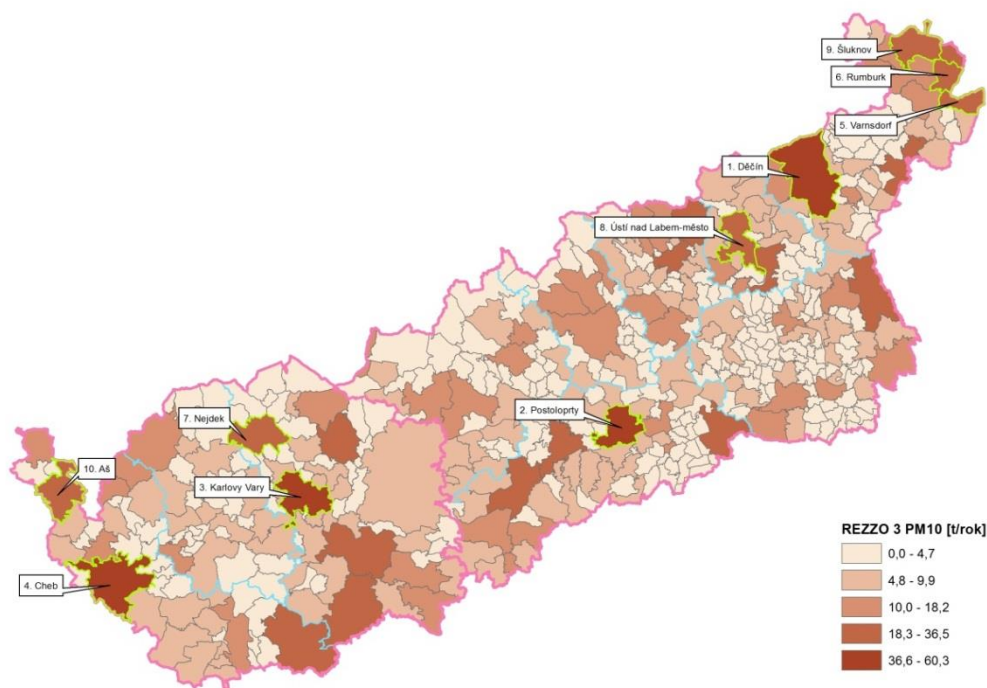 9. Šluknov
6. Rumburk
5. Varnsdorf
1. Děčín
8. Ústí nad Labem-město
2. Postoloprty
7. Nejdek
10. Aš
3. Karlovy Vary
4. Cheb
REZZO 3 PM10 [t/rok]
0,0 - 4,7
4,8 - 9,9
10,0 - 18,2
18,3 - 36,5
36,6 - 60,3